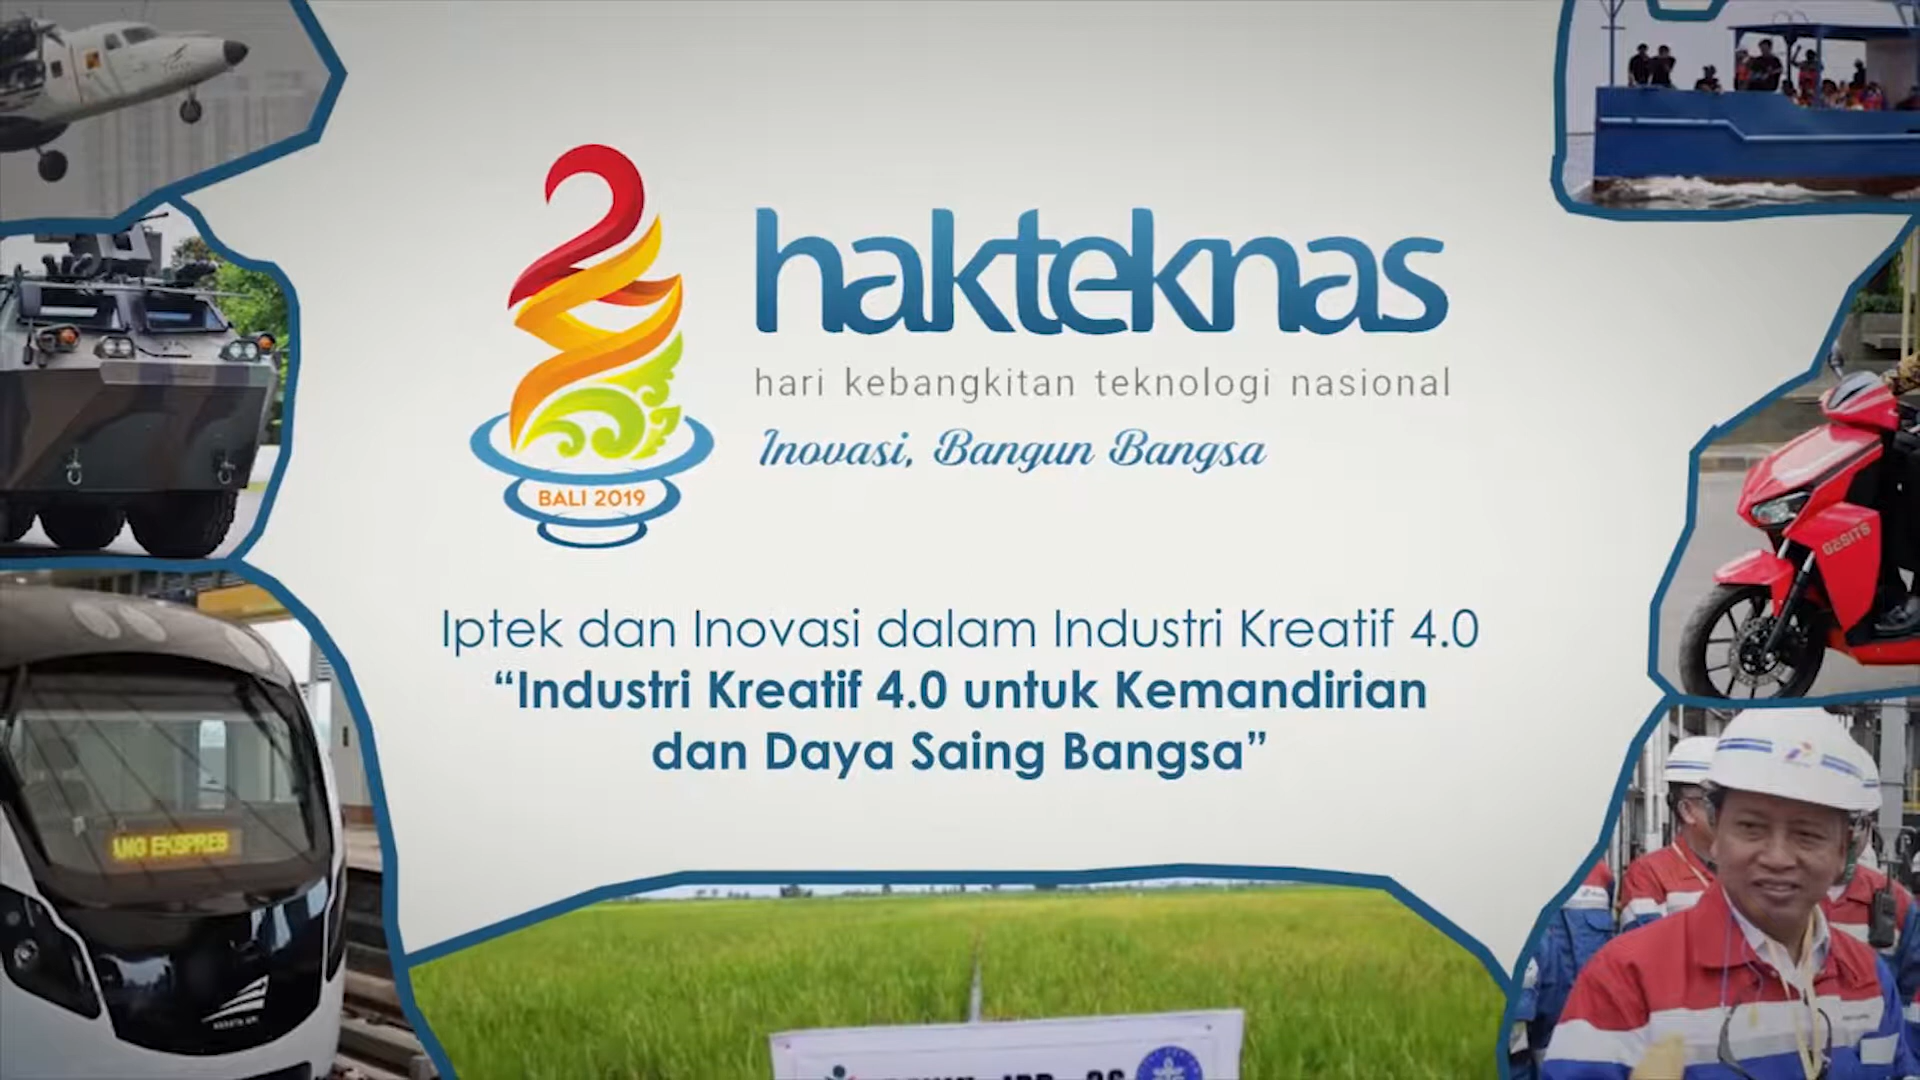 hakteknas
hari kebangkitan teknologi nasional
Inovasi, Bangun Bangsa
BALI 2019
Iptek dan Inovasi dalam Industri Kreatif 4.0
“Industri Kreatif 4.0 untuk Kemandirian
dan Daya Saing Bangsa”
GESITS
EKSPRES